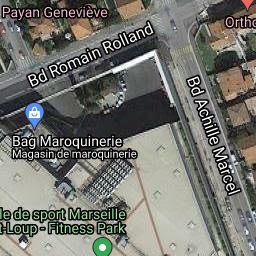 Payan Geneviève
Ortho
Bd Romain Rolland
Bd Achille Marcel
Bag Maroquinerie
Magasin de maroquinerie
lle de sport Marseille
t-Loup - Fitness Park